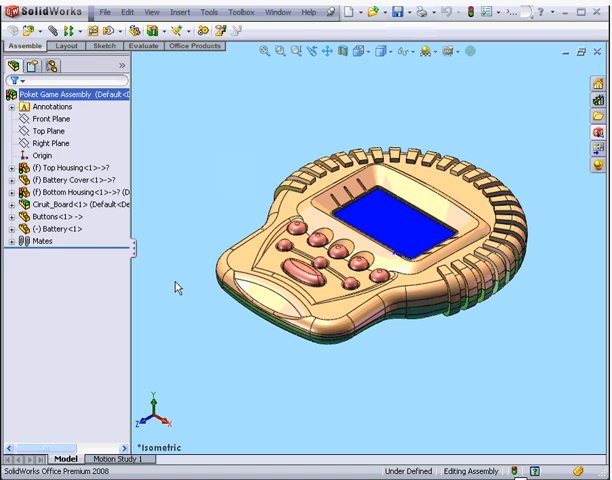 SW SolidWorks File Edit View Insert Tools Toolbox Window Help
Assemble Layout Sketch Evaluate Office Products
Poket Game Assembly (Default<D
Annotations
Front Plane
Top Plane
Right Plane
Origin
(f) Top Housing<1>->?
(f) Battery Cover<1>->?
(f) Bottom Housing<1>->? (D
Ciruit_Board<1> (Default<De
Buttons<1> ->
(-) Battery<1>
Mates
Y
Z X
*Isometric
Model Motion Study 1
SolidWorks Office Premium 2008 Under Defined Editing Assembly